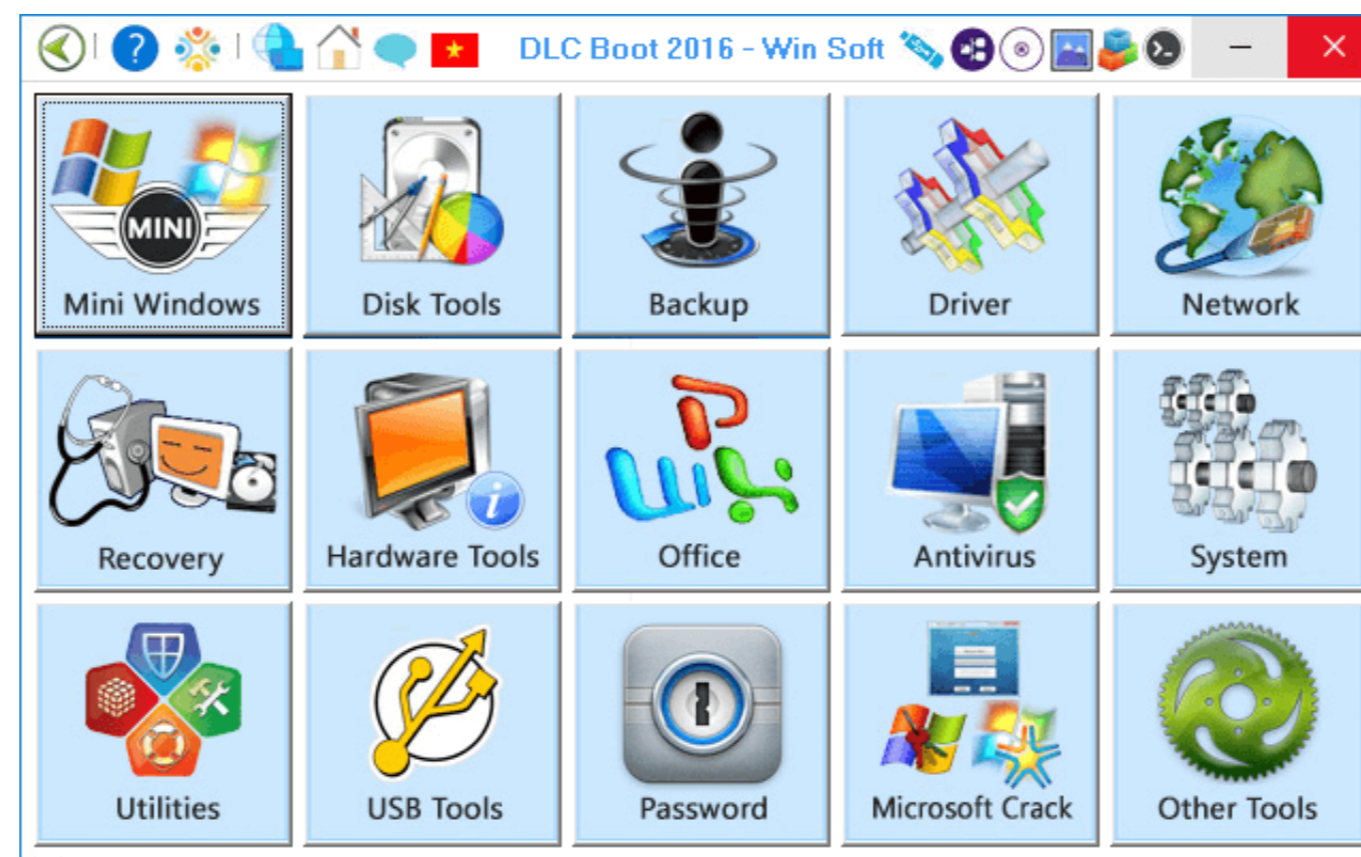 DLC Boot 2016 - Win Soft
MINI
Mini Windows
Disk Tools
Backup
Driver
Network
Recovery
Hardware Tools
Office
Antivirus
System
Utilities
USB Tools
Password
Microsoft Crack
Other Tools